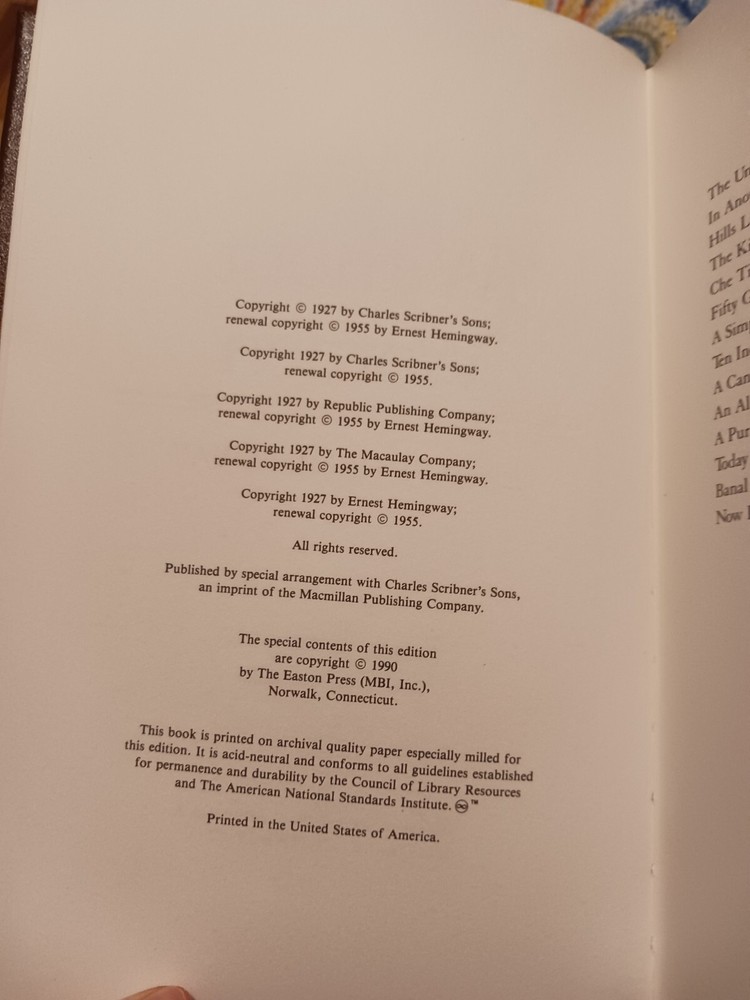 Copyright © 1927 by Charles Scribner's Sons;
renewal copyright © 1955 by Ernest Hemingway.
Copyright 1927 by Charles Scribner's Sons;
renewal copyright © 1955.
Copyright 1927 by Republic Publishing Company;
renewal copyright © 1955 by Ernest Hemingway.
Copyright 1927 by The Macaulay Company;
renewal copyright © 1955 by Ernest Hemingway.
Copyright 1927 by Ernest Hemingway;
renewal copyright © 1955.
All rights reserved.
Published by special arrangement with Charles Scribner's Sons,
an imprint of the Macmillan Publishing Company.
The special contents of this edition
are copyright © 1990
by The Easton Press (MBI, Inc.),
Norwalk, Connecticut.
This book is printed on archival quality paper especially milled for
this edition. It is acid-neutral and conforms to all guidelines established
for permanence and durability by the Council of Library Resources
and The American National Standards Institute. ♾™
Printed in the United States of America.
The
In
Hills
The
Che
Fifty
A
Ten
A
An
A
Today
Banal
Now